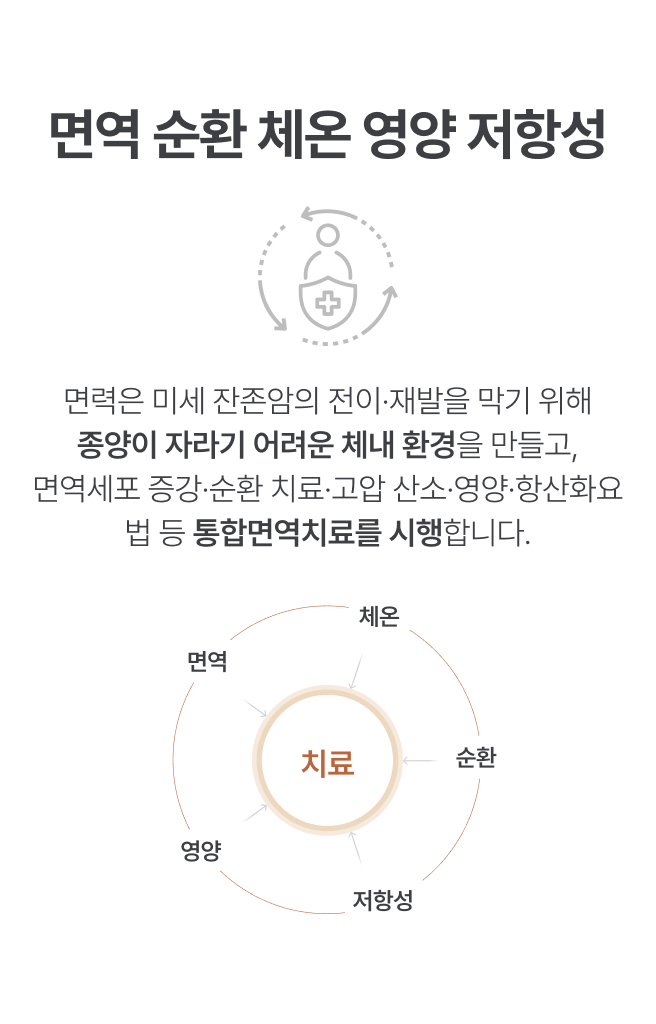 면역 순환 체온 영양 저항성
면력은 미세 잔존암의 전이·재발을 막기 위해
종양이 자라기 어려운 체내 환경을 만들고,
면역세포 증강·순환 치료·고압 산소·영양·항산화요
법 등 통합면역치료를 시행합니다.
체온
면역
치료
순환
영양
저항성